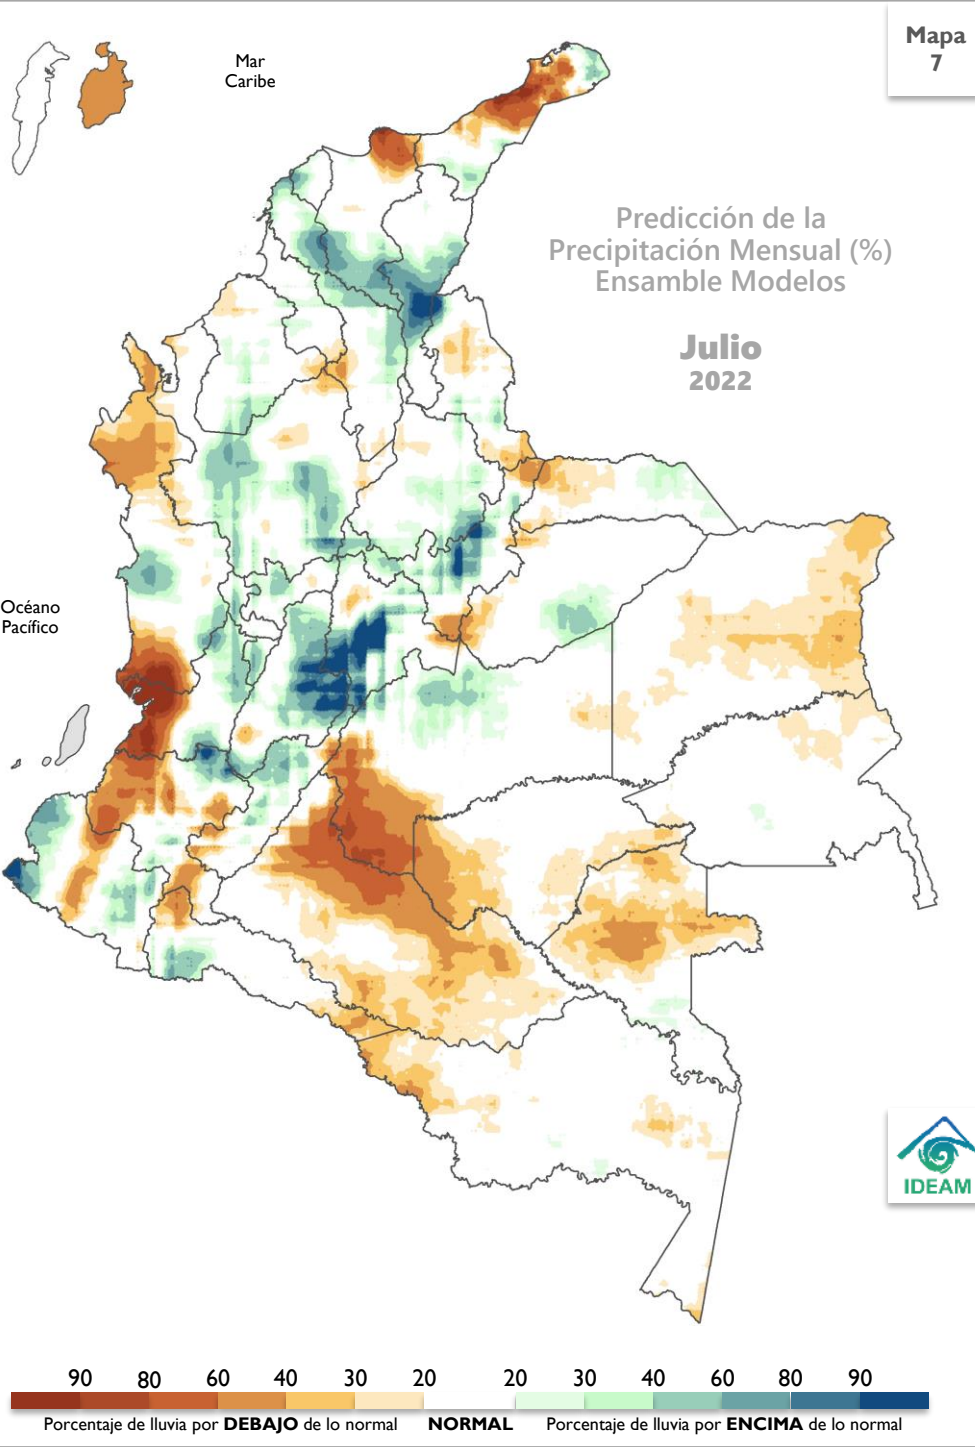 Mapa
7
Mar
Caribe
Predicción de la
Precipitación Mensual (%)
Ensamble Modelos
Julio
2022
Océano
Pacífico
IDEAM
90 80 60 40 30 20 20 30 40 60 80 90
Porcentaje de lluvia por DEBAJO de lo normal NORMAL Porcentaje de lluvia por ENCIMA de lo normal